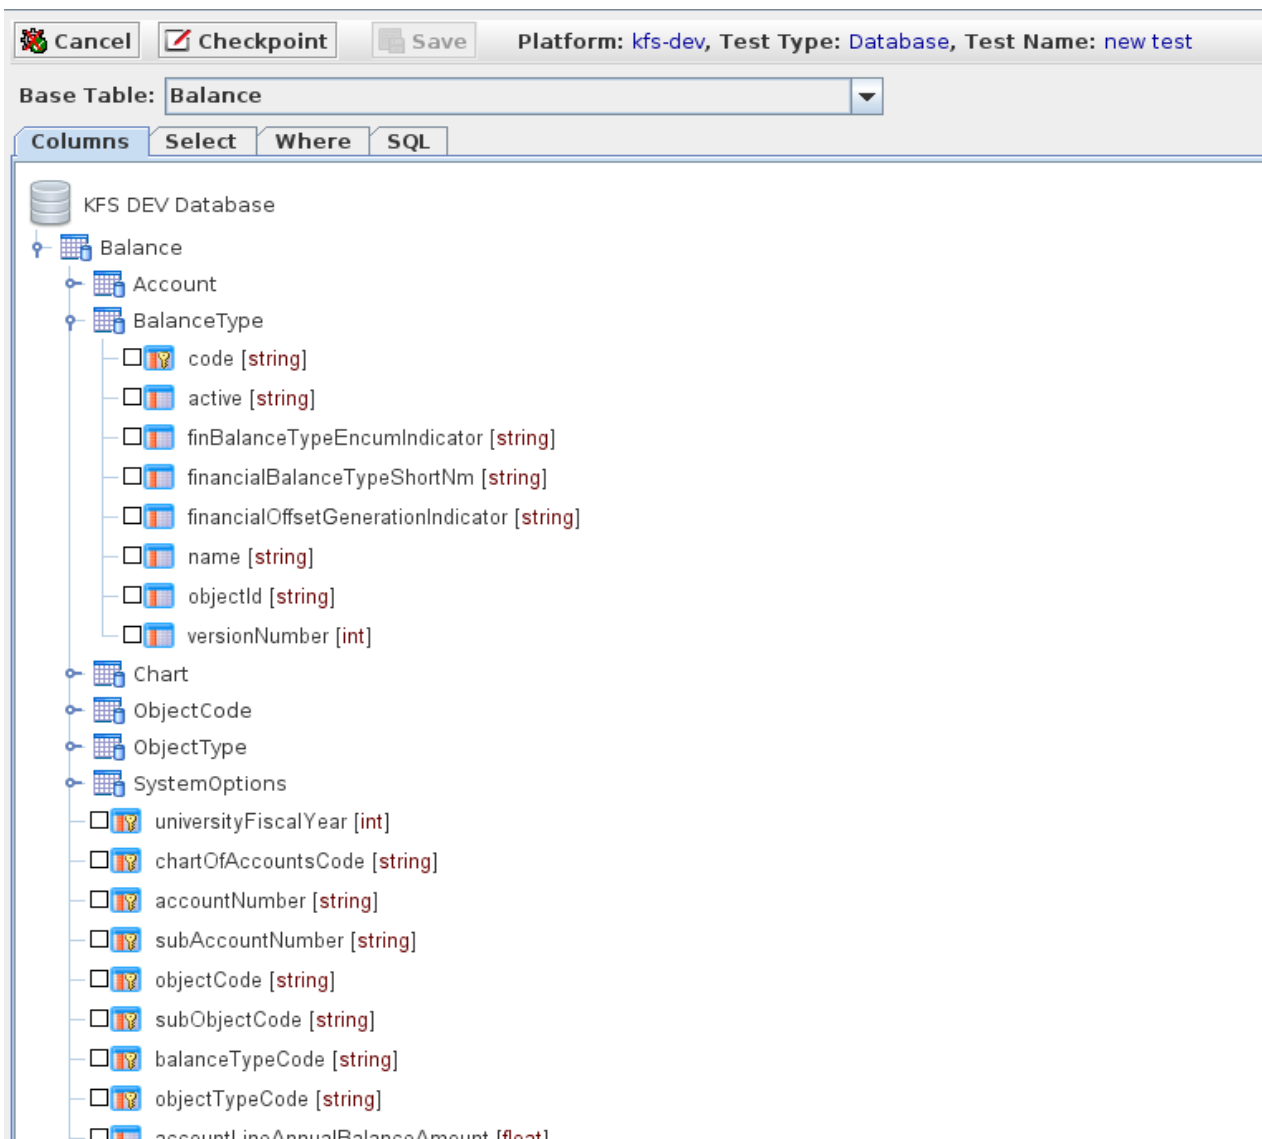 Cancel Checkpoint Save Platform: kfs-dev, Test Type: Database, Test Name: new test
Base Table: Balance
Columns Select Where SQL
KFS DEV Database
Balance
Account
BalanceType
code [string]
active [string]
finBalanceTypeEncumIndicator [string]
financialBalanceTypeShortNm [string]
financialOffsetGenerationIndicator [string]
name [string]
objectId [string]
versionNumber [int]
Chart
ObjectCode
ObjectType
SystemOptions
universityFiscalYear [int]
chartOfAccountsCode [string]
accountNumber [string]
subAccountNumber [string]
objectCode [string]
subObjectCode [string]
balanceTypeCode [string]
objectTypeCode [string]
accountLineAnnualBalanceAmount [float]